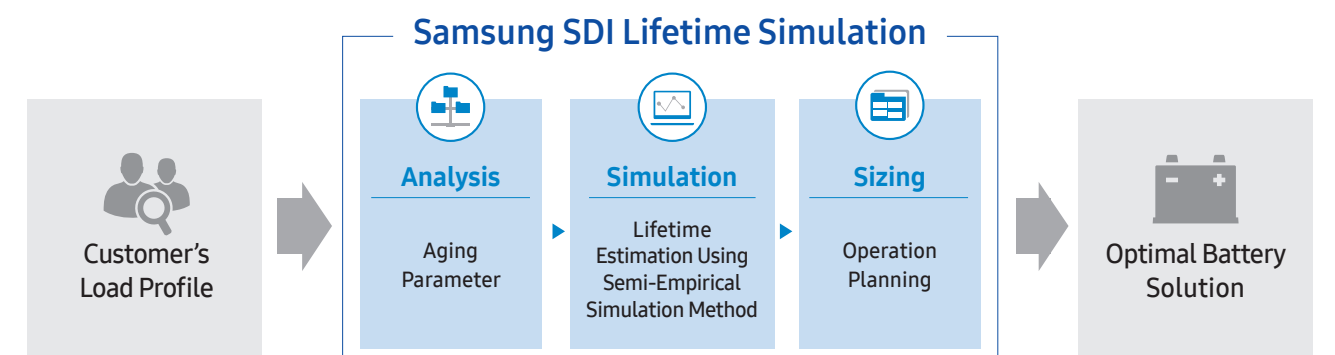 Samsung SDI Lifetime Simulation
Customer's
Load Profile
Analysis
Aging
Parameter
Simulation
Lifetime
Estimation Using
Semi-Empirical
Simulation Method
Sizing
Operation
Planning
Optimal Battery
Solution